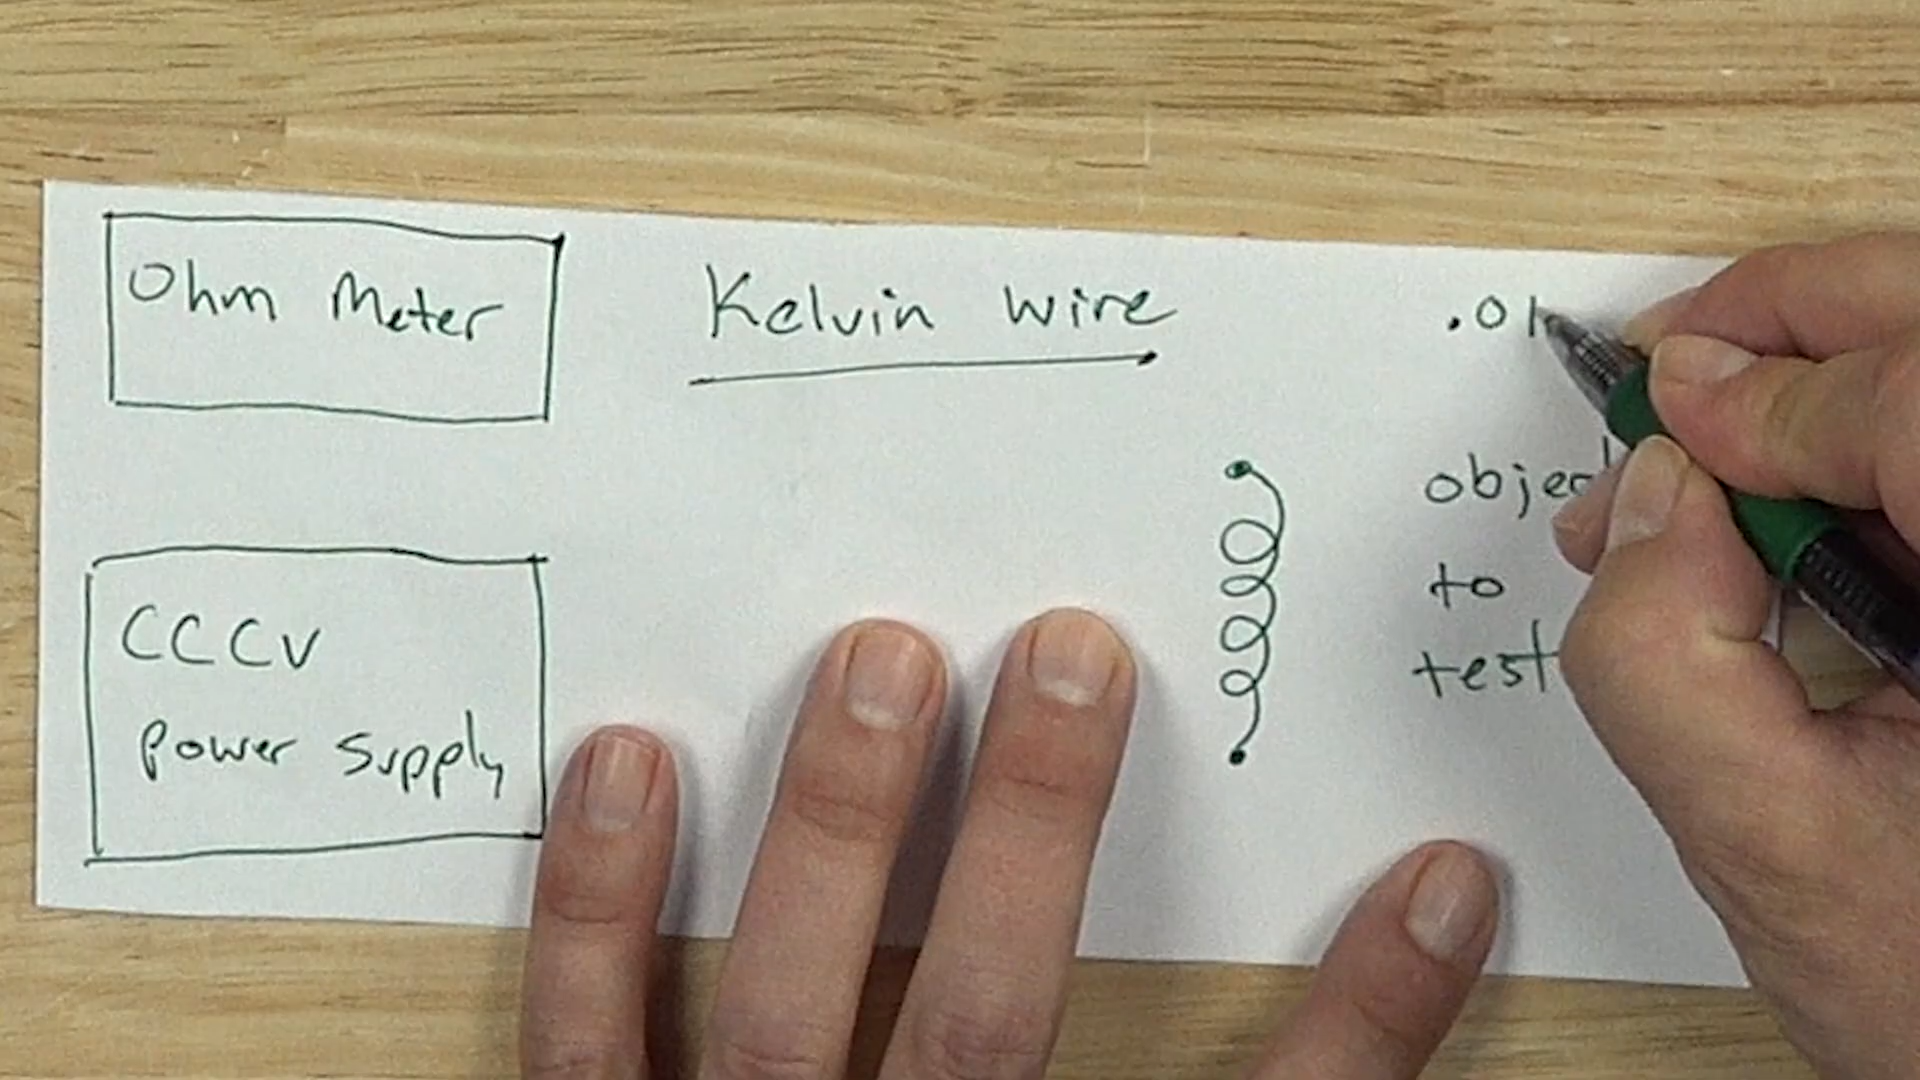 Ohm Meter
Kelvin Wire
.01
CCCV
Power Supply
to
test